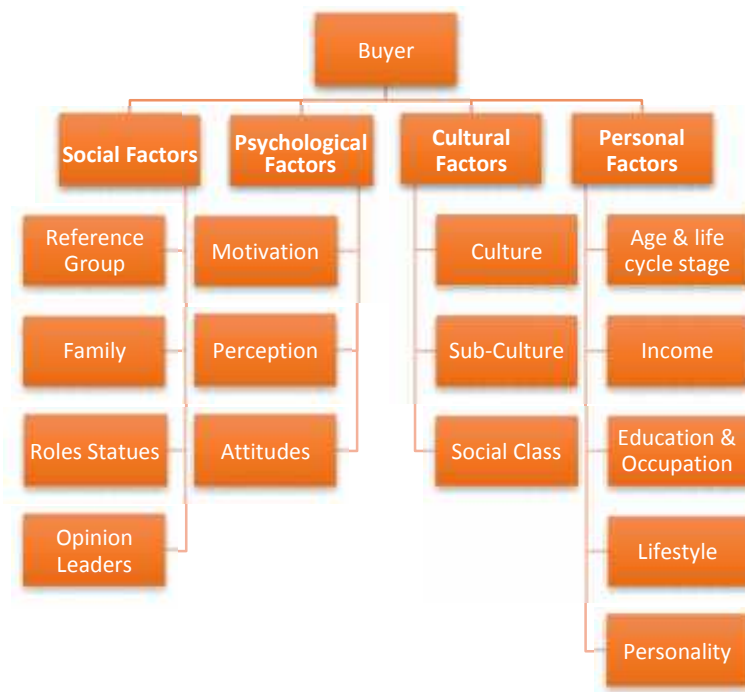 Buyer
Social Factors
Psychological
Factors
Cultural
Factors
Personal
Factors
Reference
Group
Family
Roles Statues
Opinion
Leaders
Motivation
Perception
Attitudes
Culture
Sub-Culture
Social Class
Age & life
cycle stage
Income
Education &
Occupation
Lifestyle
Personality